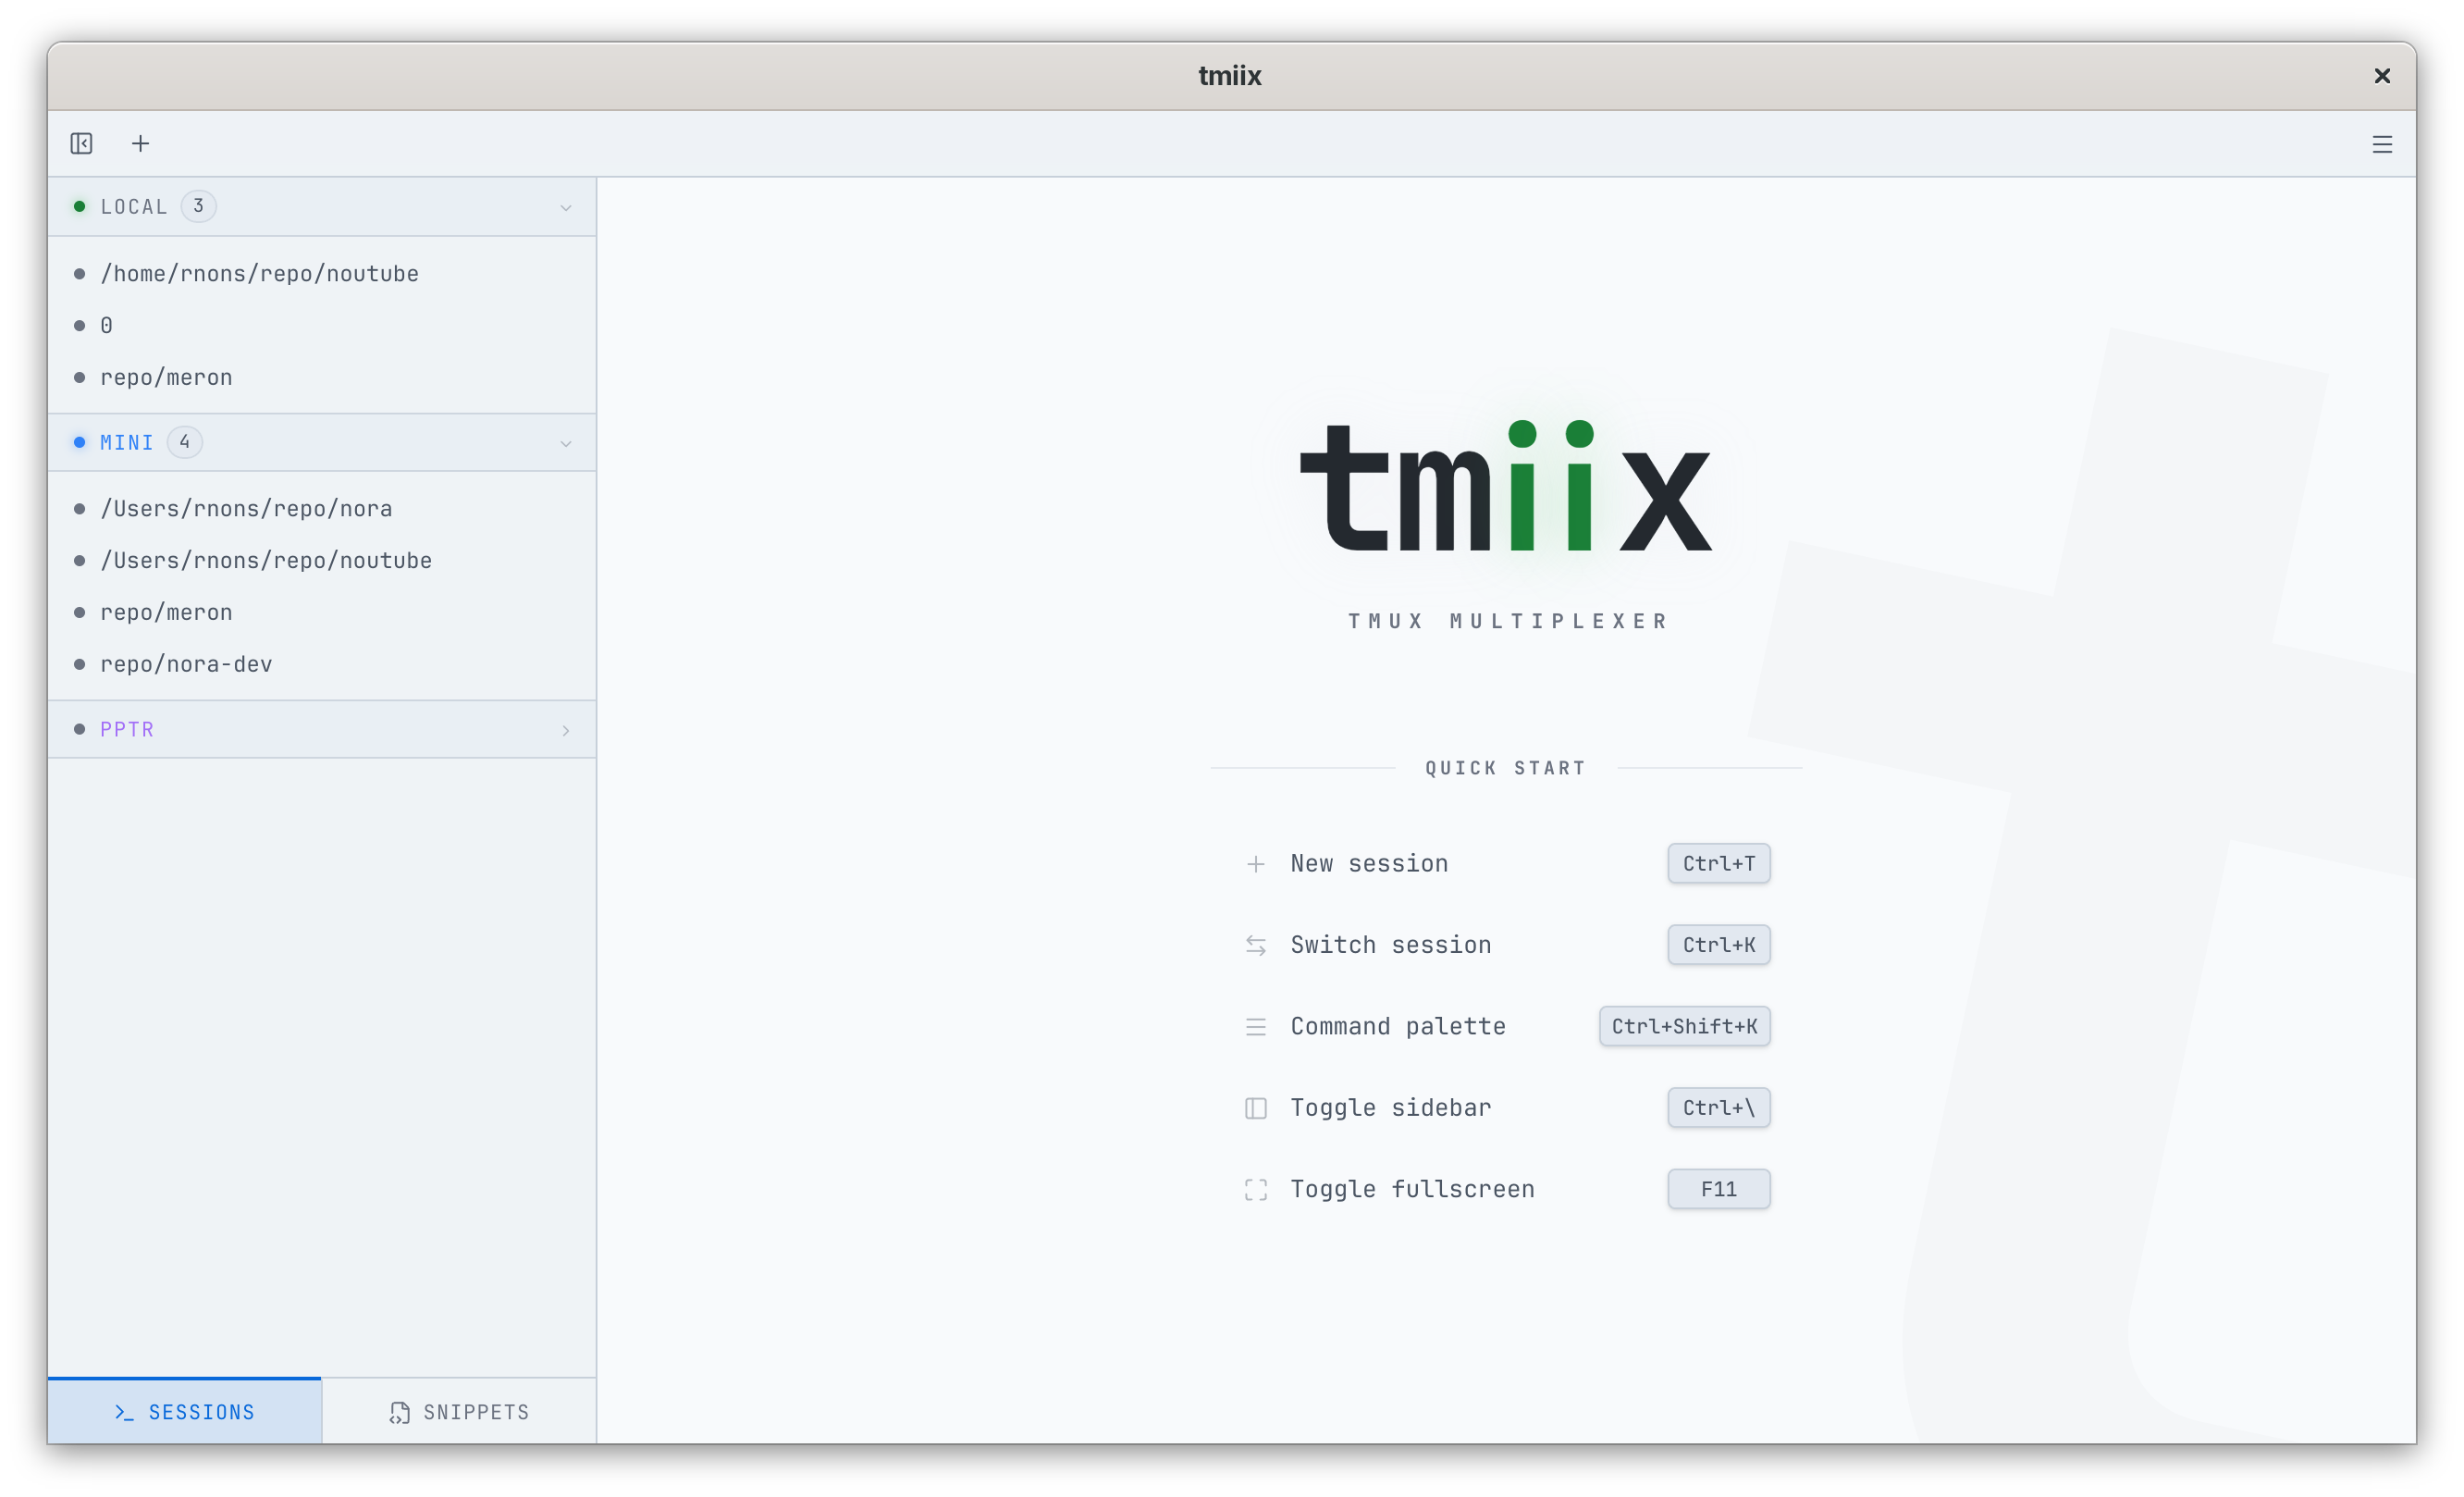 tmiix
LOCAL 3
/home/rnons/repo/noutube
0
repo/meron
MINI 4
/Users/rnons/repo/nora
/Users/rnons/repo/noutube
repo/meron
repo/nora-dev
PPTR
SESSIONS
SNIPPETS
tmiix
TMUX MULTIPLEXER
QUICK START
New session Ctrl+T
Switch session Ctrl+K
Command palette Ctrl+Shift+K
Toggle sidebar Ctrl+\
Toggle fullscreen F11